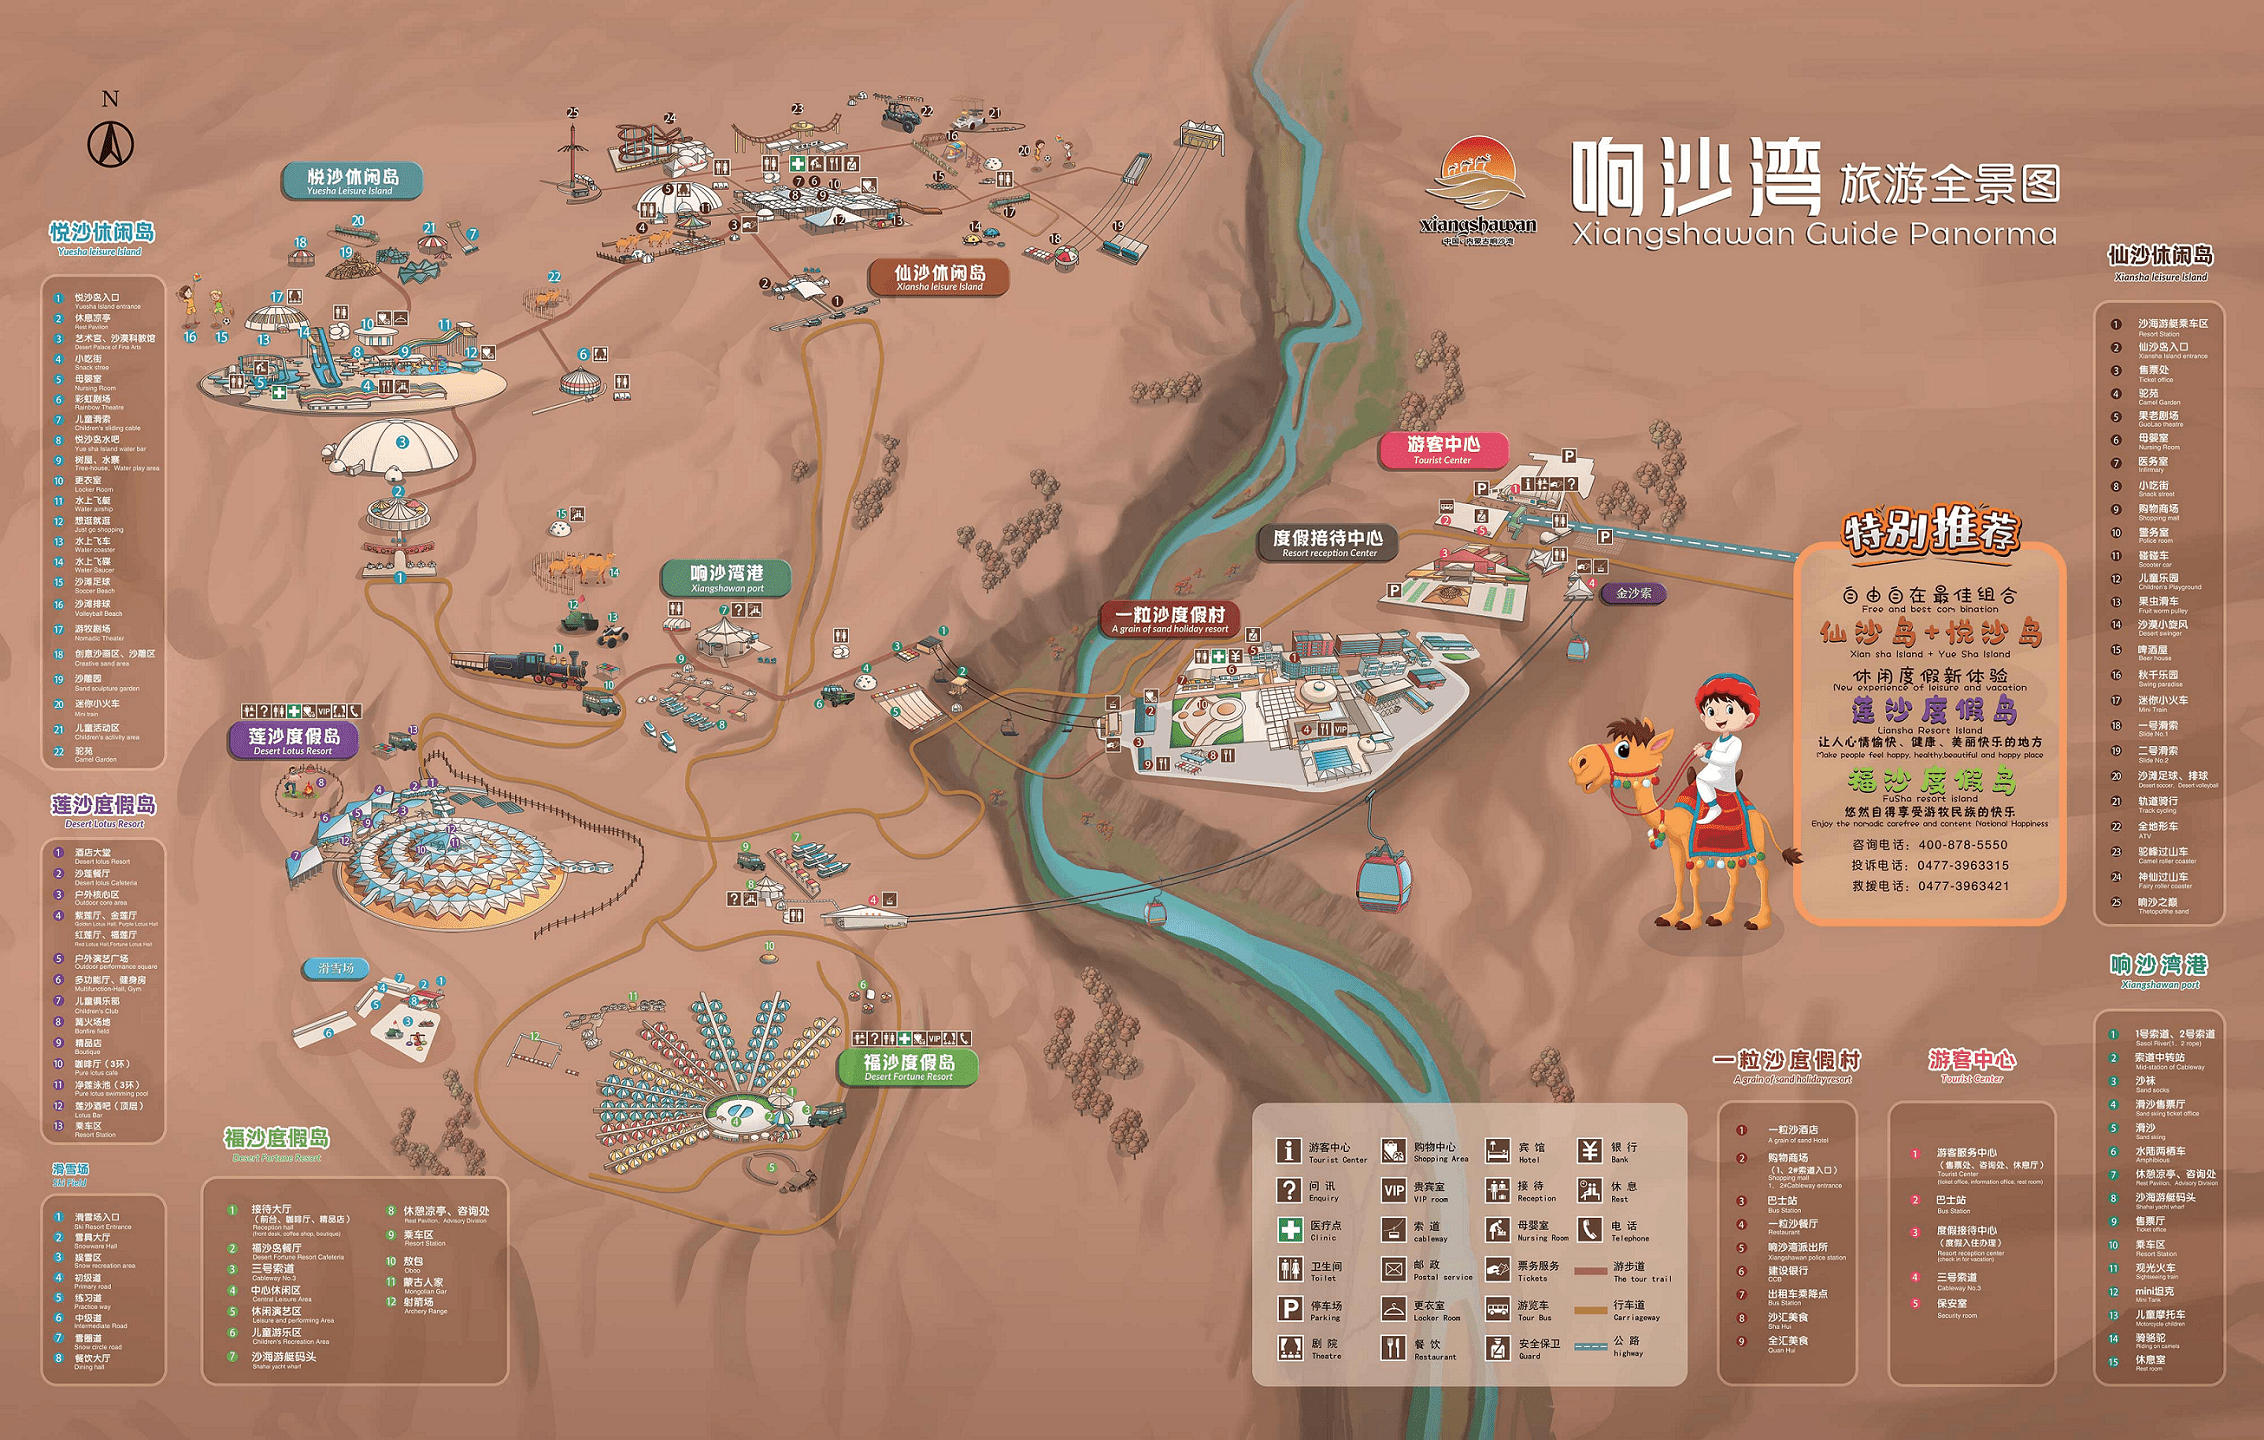 响沙湾 旅游全景图
Xiangshawan Guide Panorma
xiangshawan
中国·内蒙古响沙湾
N
悦沙休闲岛
Yuesha Leisure Island
仙沙休闲岛
Xiansha leisure Island
游客中心
Tourist Center
度假接待中心
Resort reception Center
响沙湾港
Xiangshawan port
一粒沙度假村
A grain of sand holiday resort
金沙索
莲沙度假岛
Desert Lotus Resort
滑雪场
福沙度假岛
Desert Fortune Resort
悦沙休闲岛
Yuesha leisure Island
1 悦沙岛入口
Yuesha Island entrance
2 休息凉亭
Rest Pavilion
3 艺术宫、沙漠科教馆
Desert Palace of Fine Arts
4 小吃街
Snack stree
5 母婴室
Nursing Room
6 彩虹剧场
Rainbow Theatre
7 儿童滑索
Children's sliding cable
8 悦沙岛水吧
Yue sha Island water bar
9 树屋、水寨
Tree-house、Water play area
10 更衣室
Locker Room
11 水上飞艇
Water airship
12 想逛就逛
Just go shopping
13 水上飞车
Water coaster
14 水上飞碟
Water Saucer
15 沙滩足球
Soccer Beach
16 沙滩排球
Volleyball Beach
17 游牧剧场
Nomadic Theater
18 创意沙画区、沙雕区
Creative sand area
19 沙雕园
Sand sculpture garden
20 迷你小火车
Mini train
21 儿童活动区
Children's activity area
22 驼苑
Camel Garden
莲沙度假岛
Desert Lotus Resort
1 酒店大堂
Desert lotus Resort
2 沙莲餐厅
Desert lotus Cafeteria
3 户外核心区
Outdoor core area
4 紫莲厅、金莲厅
Golden Lotus Hall, Purple Lotus Hall
红莲厅、福莲厅
Red Lotus Hall,Fortune Lotus Hall
5 户外演艺广场
Outdoor performance square
6 多功能厅、健身房
Multifunction-Hall, Gym
7 儿童俱乐部
Children's Club
8 篝火场地
Bonfire field
9 精品店
Boutique
10 咖啡厅（3环）
Pure lotus cafe
11 净莲泳池（3环）
Pure lotus swimming pool
12 莲沙酒吧（顶层）
Lotus Bar
13 乘车区
Resort Station
滑雪场
Ski Field
1 滑雪场入口
Ski Resort Entrance
2 雪具大厅
Snowware Hall
3 娱雪区
Snow recreation area
4 初级道
Primary road
5 练习道
Practice way
6 中级道
Intermediate Road
7 雪圈道
Snow circle road
8 餐饮大厅
Dining hall
福沙度假岛
Desert Fortune Resort
1 接待大厅
（前台、咖啡厅、精品店）
Reception hall
(front desk, coffee shop, boutique)
2 福沙岛餐厅
Desert Fortune Resort Cafeteria
3 三号索道
Cableway No.3
4 中心休闲区
Central Leisure Area
5 休闲演艺区
Leisure and performing Area
6 儿童游乐区
Children's Recreation Area
7 沙海游艇码头
Shahai yacht wharf
8 休憩凉亭、咨询处
Rest Pavilion、Advisory Division
9 乘车区
Resort Station
10 敖包
Oboo
11 蒙古人家
Mongolian Gar
12 射箭场
Archery Range
特别推荐
自由自在最佳组合
Free and best com bination
仙沙岛+悦沙岛
Xian sha Island + Yue Sha Island
休闲度假新体验
New experience of leisure and vacation
莲沙度假岛
Liansha Resort Island
让人心情愉快、健康、美丽快乐的地方
Make people feel happy, healthy,beautiful and happy place
福沙度假岛
FuSha resort island
悠然自得享受游牧民族的快乐
Enjoy the nomadic carefree and content National Happiness
咨询电话：400-878-5550
投诉电话：0477-3963315
救援电话：0477-3963421
仙沙休闲岛
Xiansha leisure Island
1 沙海游艇乘车区
Resort Station
2 仙沙岛入口
Xiansha Island entrance
3 售票处
Ticket office
4 驼苑
Camel Garden
5 果老剧场
GuoLao theatre
6 母婴室
Nursing Room
7 医务室
Infirmary
8 小吃街
Snack street
9 购物商场
Shopping mall
10 警务室
Police room
11 碰碰车
Scooter car
12 儿童乐园
Children's Playground
13 果虫滑车
Fruit worm pulley
14 沙漠小旋风
Desert swinger
15 啤酒屋
Beer house
16 秋千乐园
Swing paradise
17 迷你小火车
Mini Train
18 一号滑索
Slide No.1
19 二号滑索
Slide No.2
20 沙滩足球、排球
Desert soccer、Desert volleyball
21 轨道骑行
Track cycling
22 全地形车
ATV
23 驼峰过山车
Camel roller coaster
24 神仙过山车
Fairy roller coaster
25 响沙之巅
Thetopofthe sand
响沙湾港
Xiangshawan port
1 1号索道、2号索道
Sasol River(1、2 rope)
2 索道中转站
Mid-station of Cableway
3 沙袜
Sand socks
4 滑沙售票厅
Sand skiing ticket office
5 滑沙
Sand skiing
6 水陆两栖车
Amphibious
7 休憩凉亭、咨询处
Rest Pavilion、Advisory Division
8 沙海游艇码头
Shahai yacht wharf
9 售票厅
Ticket office
10 乘车区
Resort Station
11 观光火车
Sightseeing train
12 mini坦克
Mini Tank
13 儿童摩托车
Motorcycle children
14 骑骆驼
Riding on camels
15 休息室
Rest room
一粒沙度假村
A grain of sand holiday resort
1 一粒沙酒店
A grain of sand Hotel
2 购物商场
（1、2#索道入口）
Shopping mall
1、2#Cableway entrance
3 巴士站
Bus Station
4 一粒沙餐厅
Restaurant
5 响沙湾派出所
Xiangshawan police station
6 建设银行
CCB
7 出租车乘降点
Bus Station
8 沙汇美食
Sha Hui
9 全汇美食
Quan Hui
游客中心
Tourist Center
1 游客服务中心
（售票处、咨询处、休息厅）
Tourist Center
(ticket office, information office, rest room)
2 巴士站
Bus Station
3 度假接待中心
（度假入住办理）
Resort reception center
(check in for vacation)
4 三号索道
Cableway No.3
5 保安室
Security room
游客中心
Tourist Center
购物中心
Shopping Area
宾馆
Hotel
银行
Bank
问讯
Enquiry
VIP
贵宾室
VIP room
接待
Reception
休息
Rest
医疗点
Clinic
索道
cableway
母婴室
Nursing Room
电话
Telephone
卫生间
Toilet
邮政
Postal service
票务服务
Tickets
游步道
The tour trail
P
停车场
Parking
更衣室
Locker Room
游览车
Tour Bus
行车道
Carriageway
剧院
Theatre
餐饮
Restaurant
安全保卫
Guard
公路
highway